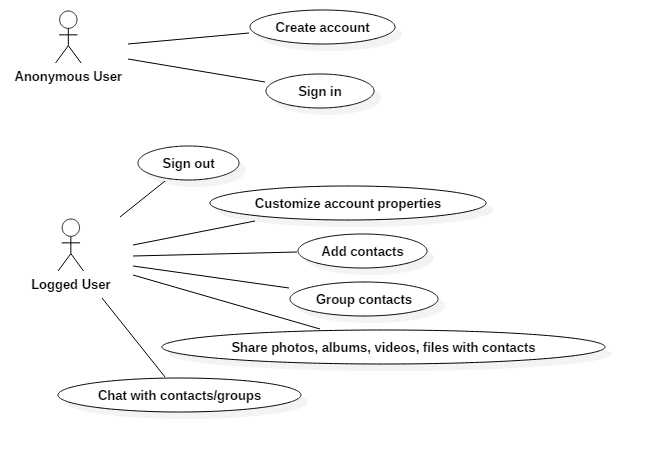 Create account
Anonymous User
Sign in
Sign out
Customize account properties
Add contacts
Logged User
Group contacts
Share photos, albums, videos, files with contacts
Chat with contacts/groups